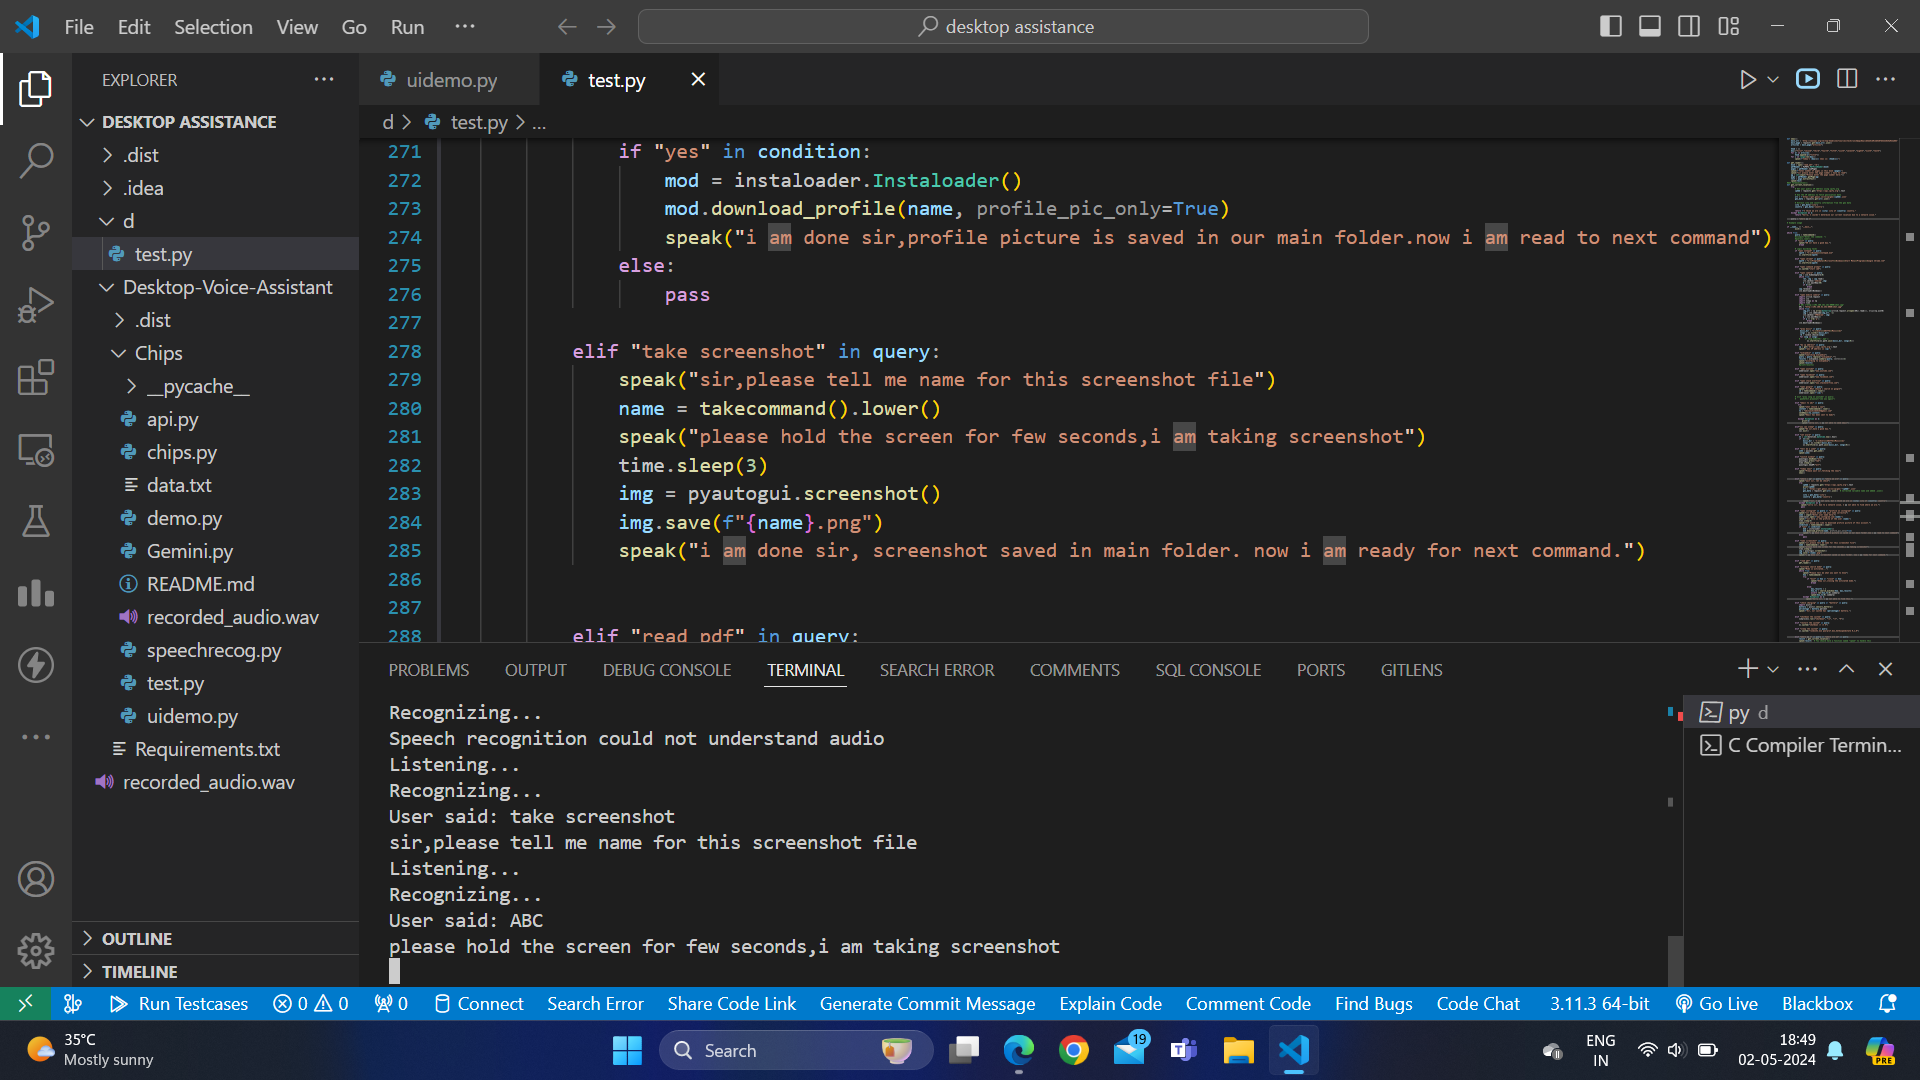 File Edit Selection View Go Run ···
desktop assistance
EXPLORER
DESKTOP ASSISTANCE
.dist
.idea
d
test.py
Desktop-Voice-Assistant
.dist
Chips
__pycache__
api.py
chips.py
data.txt
demo.py
Gemini.py
README.md
recorded_audio.wav
speechrecog.py
test.py
uidemo.py
Requirements.txt
recorded_audio.wav
OUTLINE
TIMELINE
uidemo.py test.py
d > test.py > ...
271 if "yes" in condition:
272 mod = instaloader.Instaloader()
273 mod.download_profile(name, profile_pic_only=True)
274 speak("i am done sir,profile picture is saved in our main folder.now i am read to next command")
275 else:
276 pass
277
278 elif "take screenshot" in query:
279 speak("sir,please tell me name for this screenshot file")
280 name = takecommand().lower()
281 speak("please hold the screen for few seconds,i am taking screenshot")
282 time.sleep(3)
283 img = pyautogui.screenshot()
284 img.save(f"{name}.png")
285 speak("i am done sir, screenshot saved in main folder. now i am ready for next command.")
286
287
288 elif "read pdf" in query:
PROBLEMS OUTPUT DEBUG CONSOLE TERMINAL SEARCH ERROR COMMENTS SQL CONSOLE PORTS GITLENS
Recognizing...
Speech recognition could not understand audio
Listening...
Recognizing...
User said: take screenshot
sir,please tell me name for this screenshot file
Listening...
Recognizing...
User said: ABC
please hold the screen for few seconds,i am taking screenshot
py d
C Compiler Termin...
Run Testcases 0 0 0 Connect Search Error Share Code Link Generate Commit Message Explain Code Comment Code Find Bugs Code Chat 3.11.3 64-bit Go Live Blackbox
35°C
Mostly sunny
Search
19
ENG
IN
18:49
02-05-2024
PRE